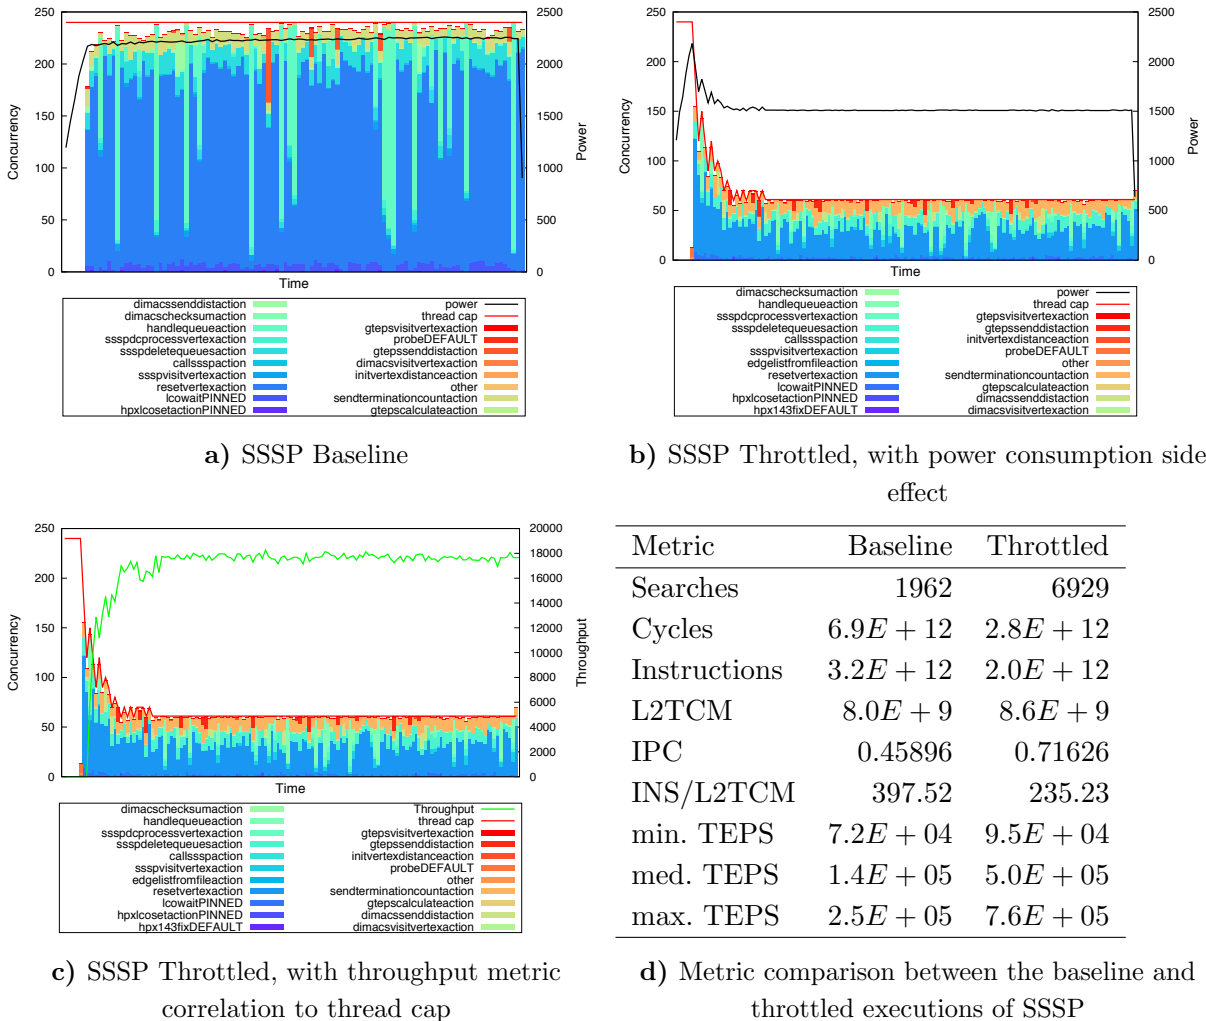 250
200
150
100
50
0
Concurrency
2500
2000
1500
1000
500
0
Power
Time
dimacssenddistaction
dimacschecksumaction
handlequeueaction
ssspdcprocessvertexaction
ssspdeletequeuesaction
callssspaction
ssspvisitvertexaction
resetvertexaction
lcowaitPINNED
hpxlcosetactionPINNED
power
thread cap
gtepsvisitvertexaction
probeDEFAULT
gtepssenddistaction
dimacsvisitvertexaction
initvertexdistanceaction
other
sendterminationcountaction
gtepscalculateaction
a) SSSP Baseline
250
200
150
100
50
0
Concurrency
2500
2000
1500
1000
500
0
Power
Time
dimacschecksumaction
handlequeueaction
ssspdcprocessvertexaction
ssspdeletequeuesaction
callssspaction
ssspvisitvertexaction
edgelistfromfileaction
resetvertexaction
lcowaitPINNED
hpxlcosetactionPINNED
hpx143fixDEFAULT
power
thread cap
gtepsvisitvertexaction
gtepssenddistaction
initvertexdistanceaction
probeDEFAULT
other
sendterminationcountaction
gtepscalculateaction
dimacssenddistaction
dimacsvisitvertexaction
b) SSSP Throttled, with power consumption side
effect
250
200
150
100
50
0
Concurrency
20000
18000
16000
14000
12000
10000
8000
6000
4000
2000
0
Throughput
Time
dimacschecksumaction
handlequeueaction
ssspdcprocessvertexaction
ssspdeletequeuesaction
callssspaction
ssspvisitvertexaction
edgelistfromfileaction
resetvertexaction
lcowaitPINNED
hpxlcosetactionPINNED
hpx143fixDEFAULT
Throughput
thread cap
gtepsvisitvertexaction
gtepssenddistaction
initvertexdistanceaction
probeDEFAULT
other
sendterminationcountaction
gtepscalculateaction
dimacssenddistaction
dimacsvisitvertexaction
c) SSSP Throttled, with throughput metric
correlation to thread cap
Metric Baseline Throttled
Searches 1962 6929
Cycles 6.9E + 12 2.8E + 12
Instructions 3.2E + 12 2.0E + 12
L2TCM 8.0E + 9 8.6E + 9
IPC 0.45896 0.71626
INS/L2TCM 397.52 235.23
min. TEPS 7.2E + 04 9.5E + 04
med. TEPS 1.4E + 05 5.0E + 05
max. TEPS 2.5E + 05 7.6E + 05
d) Metric comparison between the baseline and
throttled executions of SSSP